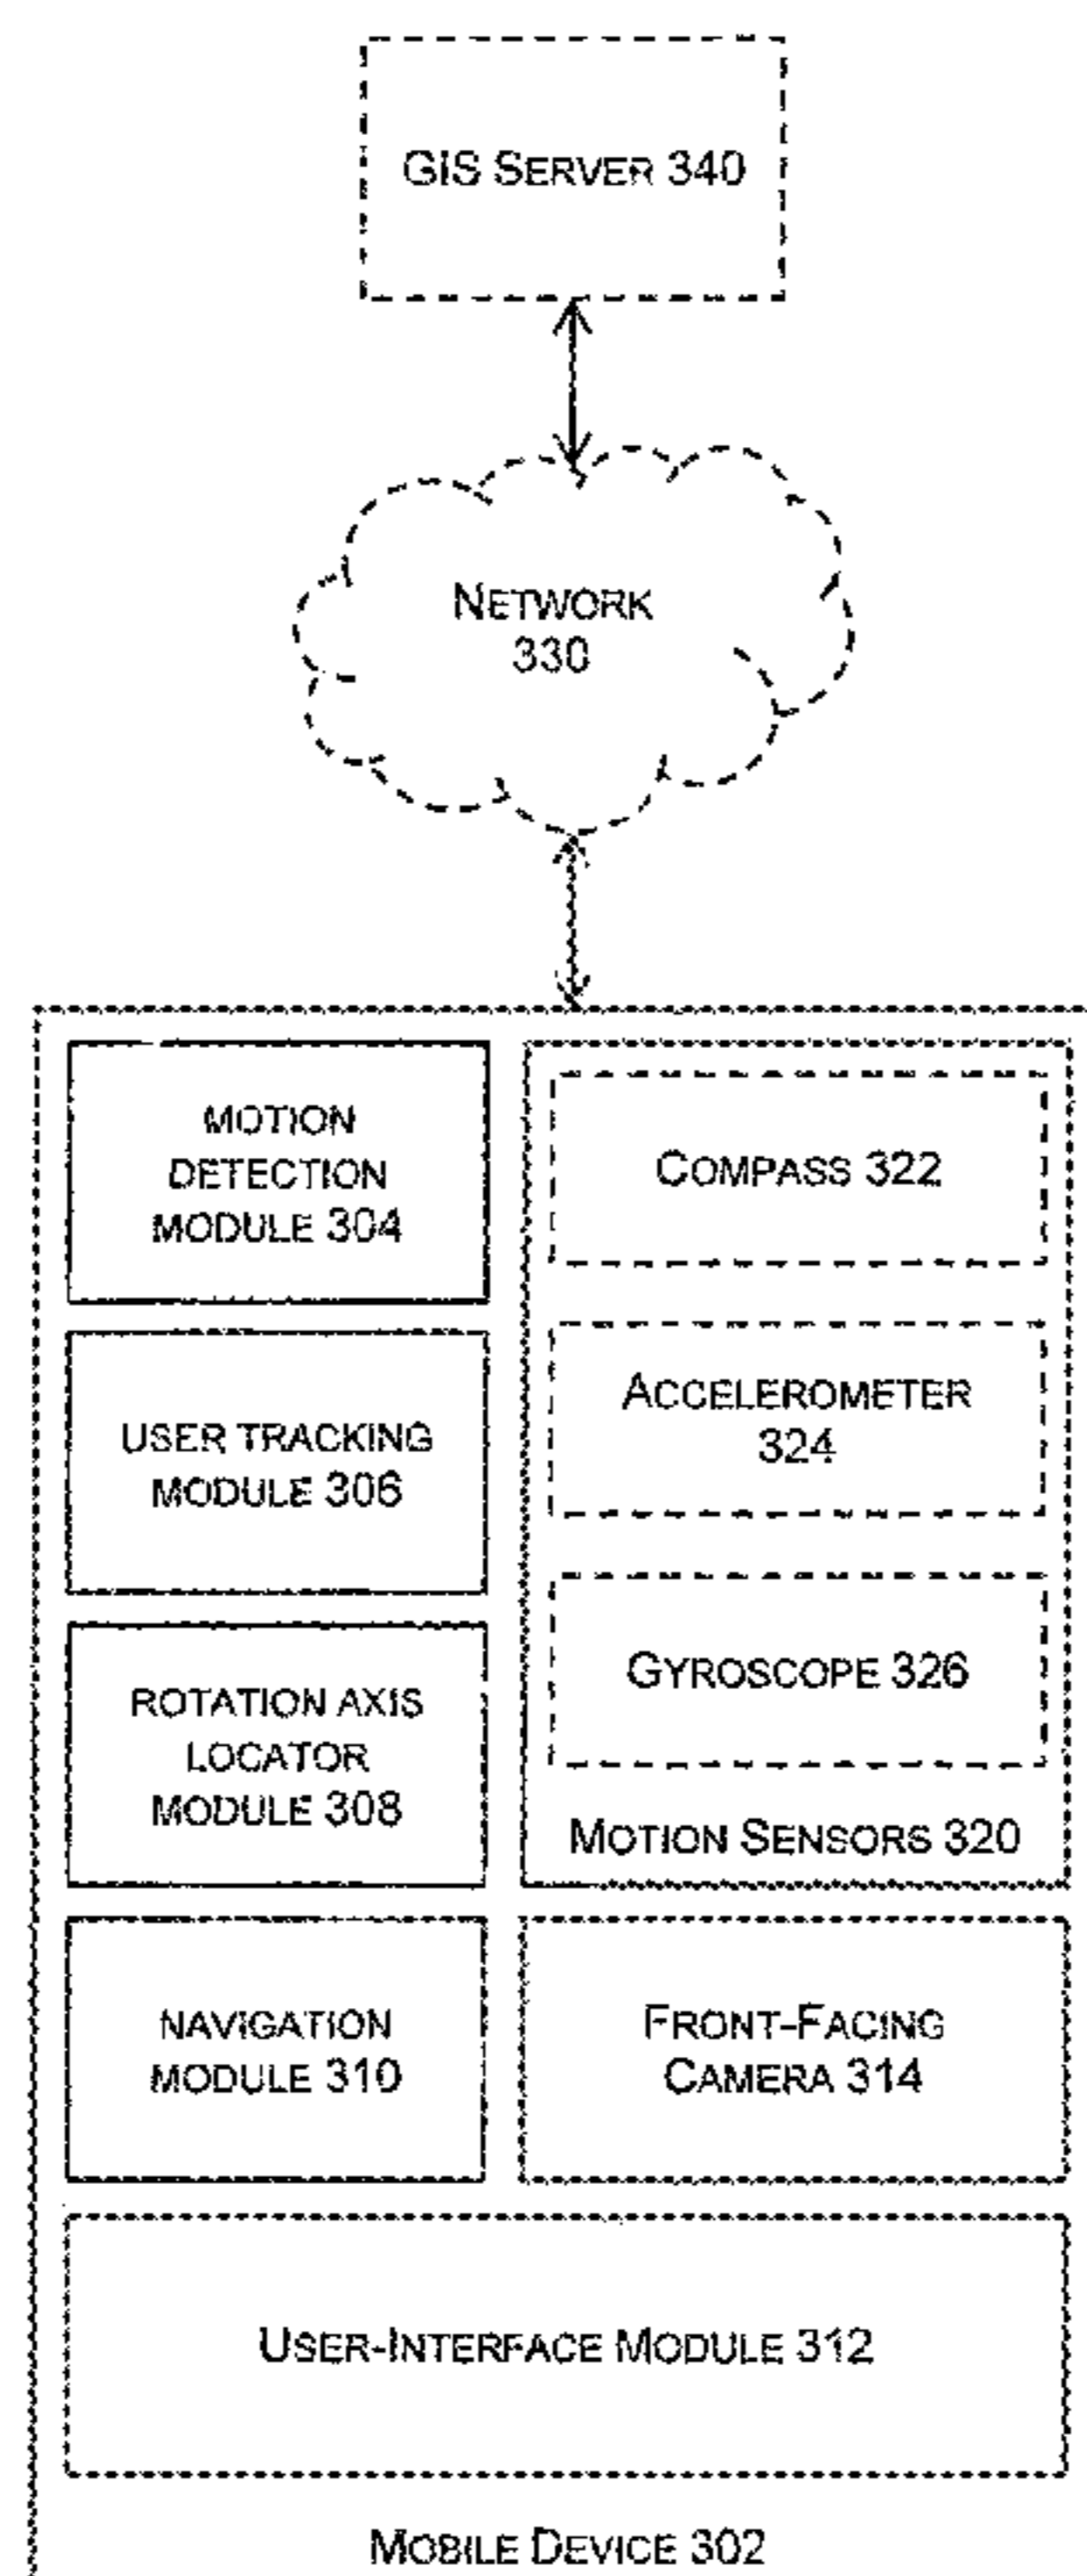 GIS SERVER 340
NETWORK
330
MOTION
DETECTION
MODULE 304
COMPASS 322
USER TRACKING
MODULE 306
ACCELEROMETER
324
ROTATION AXIS
LOCATOR
MODULE 308
GYROSCOPE 326
MOTION SENSORS 320
NAVIGATION
MODULE 310
FRONT-FACING
CAMERA 314
USER-INTERFACE MODULE 312
MOBILE DEVICE 302